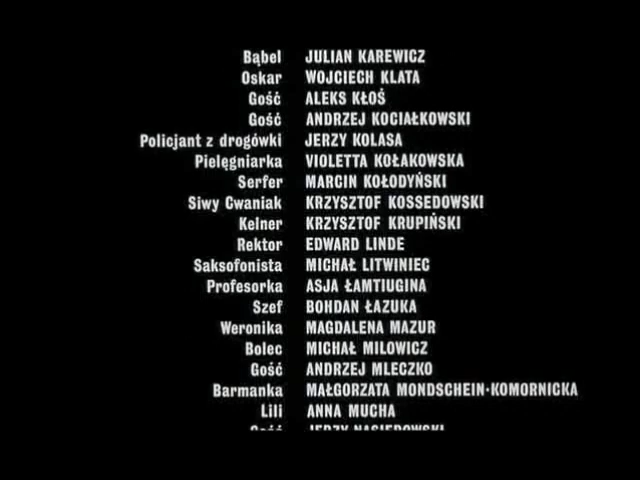 Bąbel JULIAN KAREWICZ
Oskar WOJCIECH KLATA
Gość ALEKS KŁOŚ
Gość ANDRZEJ KOCIAŁKOWSKI
Policjant z drogówki JERZY KOLASA
Pielęgniarka VIOLETTA KOŁAKOWSKA
Serfer MARCIN KOŁODYŃSKI
Siwy Cwaniak KRZYSZTOF KOSSEDOWSKI
Kelner KRZYSZTOF KRUPIŃSKI
Rektor EDWARD LINDE
Saksofonista MICHAŁ LITWINIEC
Profesorka ASJA ŁAMTIUGINA
Szef BOHDAN ŁAZUKA
Weronika MAGDALENA MAZUR
Bolec MICHAŁ MILOWICZ
Gość ANDRZEJ MLECZKO
Barmanka MAŁGORZATA MONDSCHEIN-KOMORNICKA
Lili ANNA MUCHA
Gość JERZY NASIEROWSKI